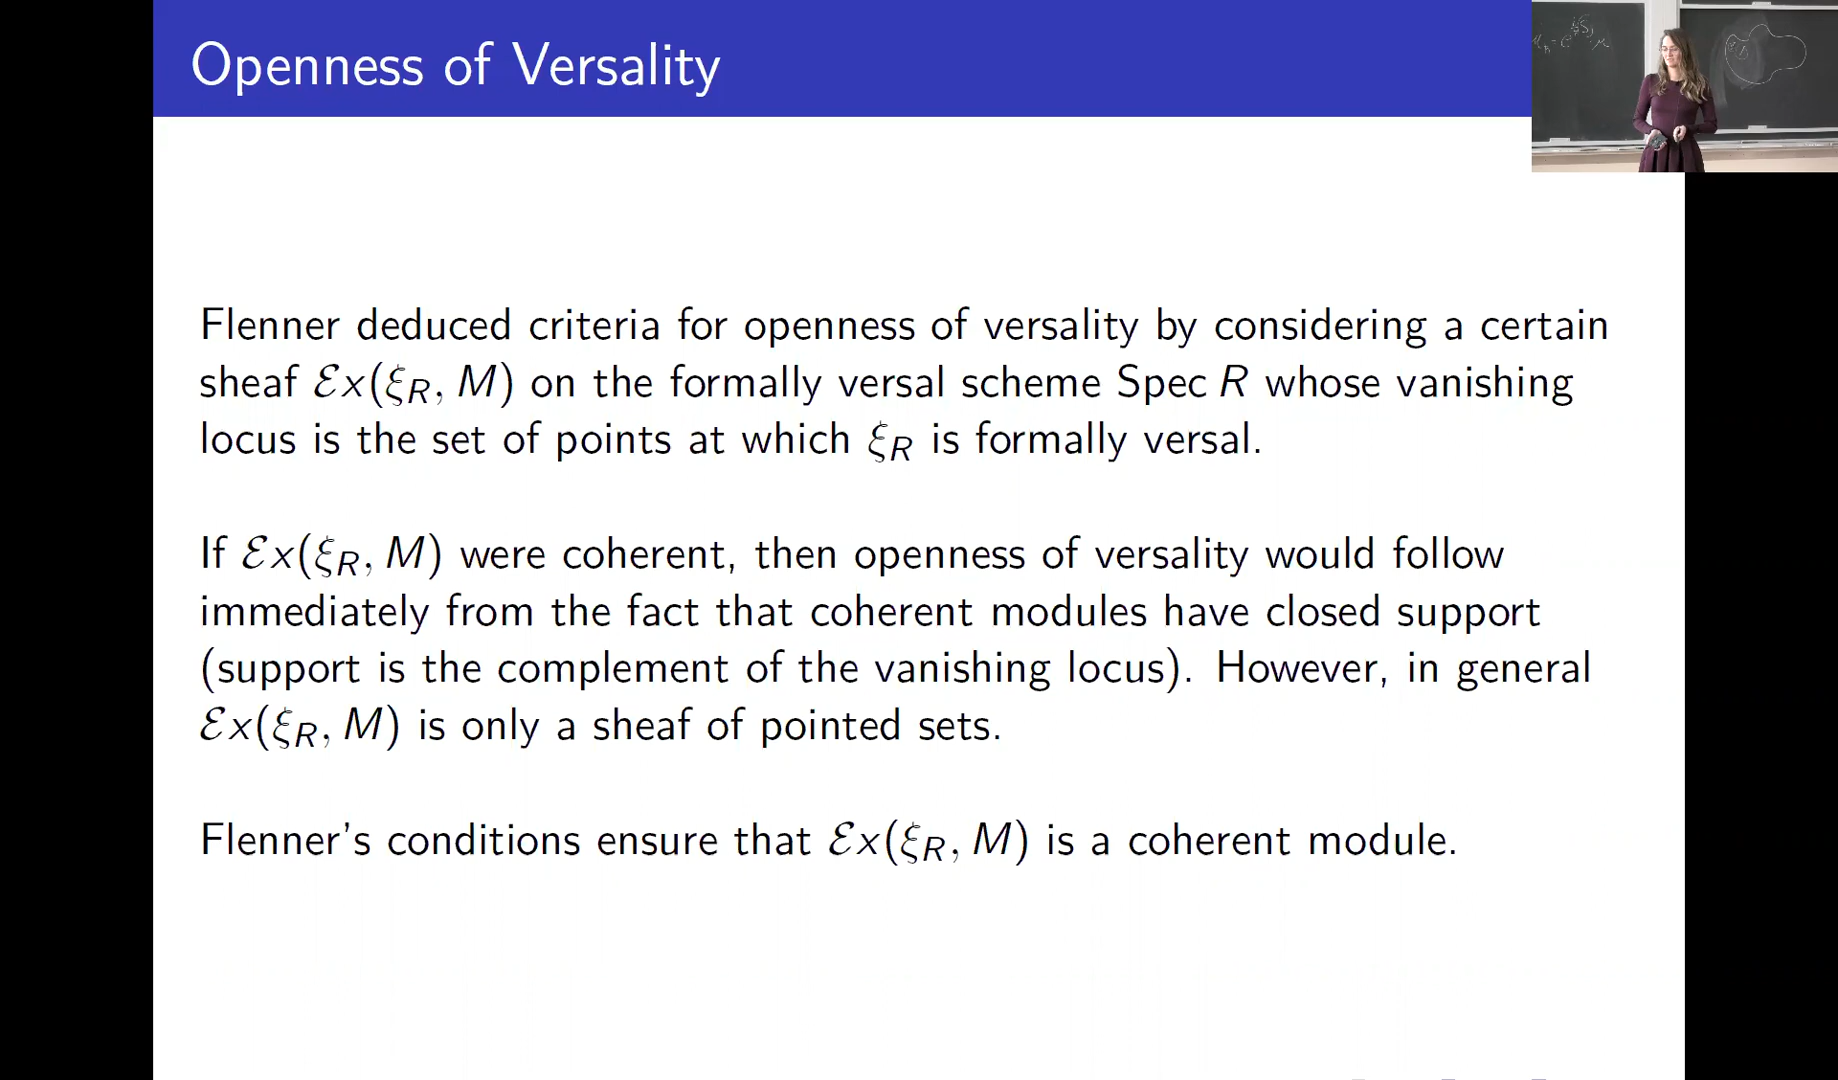 Openness of Versality
Flenner deduced criteria for openness of versality by considering a certain
sheaf ℰx(ξ_R, M) on the formally versal scheme Spec R whose vanishing
locus is the set of points at which ξ_R is formally versal.
If ℰx(ξ_R, M) were coherent, then openness of versality would follow
immediately from the fact that coherent modules have closed support
(support is the complement of the vanishing locus). However, in general
ℰx(ξ_R, M) is only a sheaf of pointed sets.
Flenner's conditions ensure that ℰx(ξ_R, M) is a coherent module.